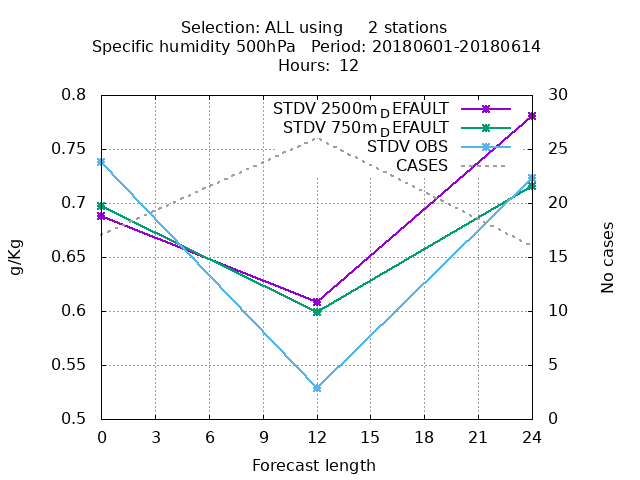 Selection: ALL using 2 stations
Specific humidity 500hPa Period: 20180601-20180614
Hours: 12
STDV 2500m_DEFAULT
STDV 750m_DEFAULT
STDV OBS
CASES
0.8
0.75
0.7
0.65
0.6
0.55
0.5
30
25
20
15
10
5
0
g/Kg
No cases
0 3 6 9 12 15 18 21 24
Forecast length